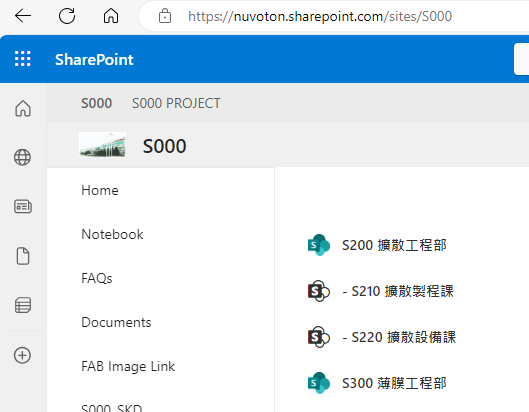 https://nuvoton.sharepoint.com/sites/S000
SharePoint
S000 S000 PROJECT
S000
Home
Notebook
FAQs
Documents
FAB Image Link
S000_SKD
S200 擴散工程部
- S210 擴散製程課
- S220 擴散設備課
S300 薄膜工程部